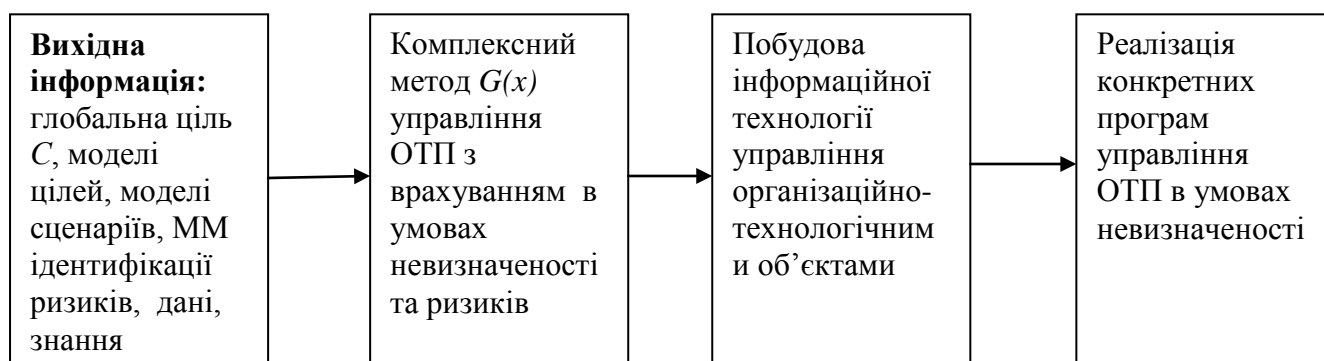 Вихідна
інформація:
глобальна ціль
С, моделі
цілей, моделі
сценаріїв, ММ
ідентифікації
ризиків, дані,
знання
Комплексний
метод G(x)
управління
ОТП з
врахуванням в
умовах
невизначеності
та ризиків
Побудова
інформаційної
технології
управління
організаційно-
технологічним
и об’єктами
Реалізація
конкретних
програм
управління
ОТП в умовах
невизначеності